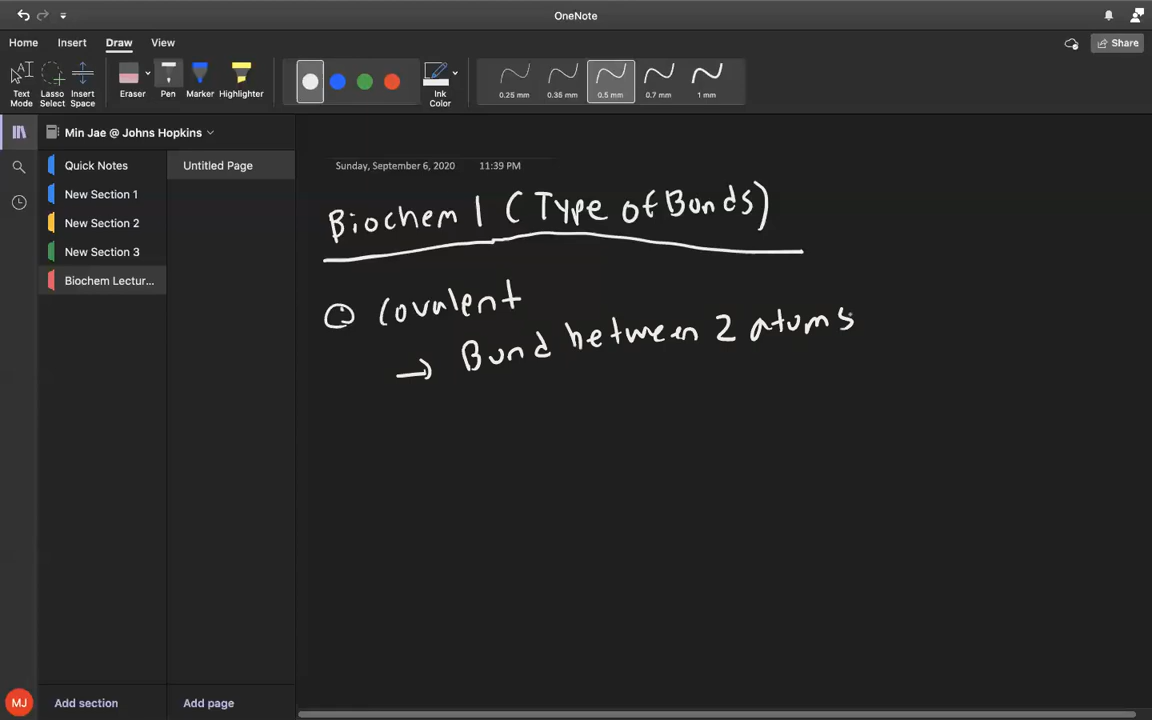 OneNote
Home Insert Draw View
Share
Text Mode
Lasso Select
Insert Space
Eraser
Pen
Marker
Highlighter
Ink Color
0.25 mm
0.35 mm
0.5 mm
0.7 mm
1 mm
Min Jae @ Johns Hopkins
Quick Notes
New Section 1
New Section 2
New Section 3
Biochem Lectur...
Untitled Page
Sunday, September 6, 2020 11:39 PM
Biochem 1 (Type of Bonds)
Covalent
→ Bond between 2 atoms
MJ
Add section
Add page